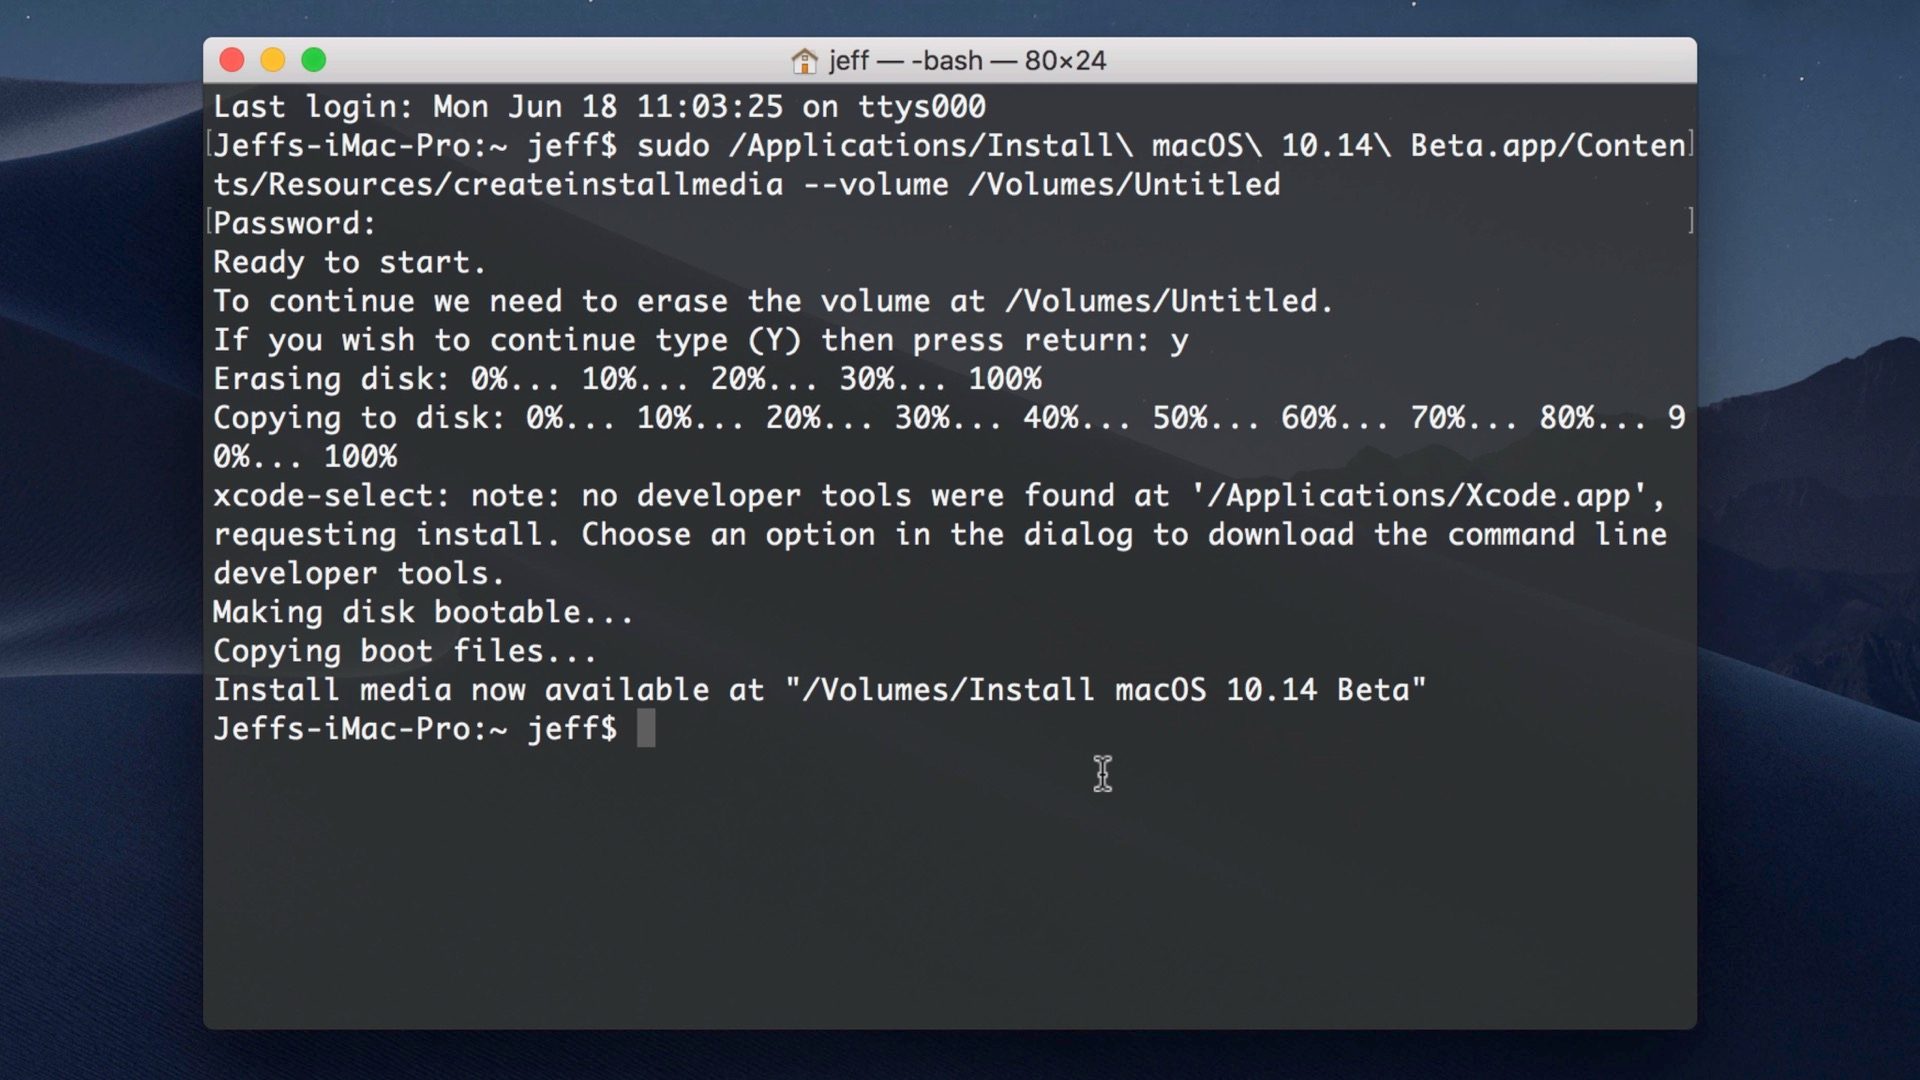 jeff — -bash — 80×24
Last login: Mon Jun 18 11:03:25 on ttys000
[Jeffs-iMac-Pro:~ jeff$ sudo /Applications/Install\ macOS\ 10.14\ Beta.app/Conten]
ts/Resources/createinstallmedia --volume /Volumes/Untitled
[Password: ]
Ready to start.
To continue we need to erase the volume at /Volumes/Untitled.
If you wish to continue type (Y) then press return: y
Erasing disk: 0%... 10%... 20%... 30%... 100%
Copying to disk: 0%... 10%... 20%... 30%... 40%... 50%... 60%... 70%... 80%... 9
0%... 100%
xcode-select: note: no developer tools were found at '/Applications/Xcode.app',
requesting install. Choose an option in the dialog to download the command line
developer tools.
Making disk bootable...
Copying boot files...
Install media now available at "/Volumes/Install macOS 10.14 Beta"
Jeffs-iMac-Pro:~ jeff$